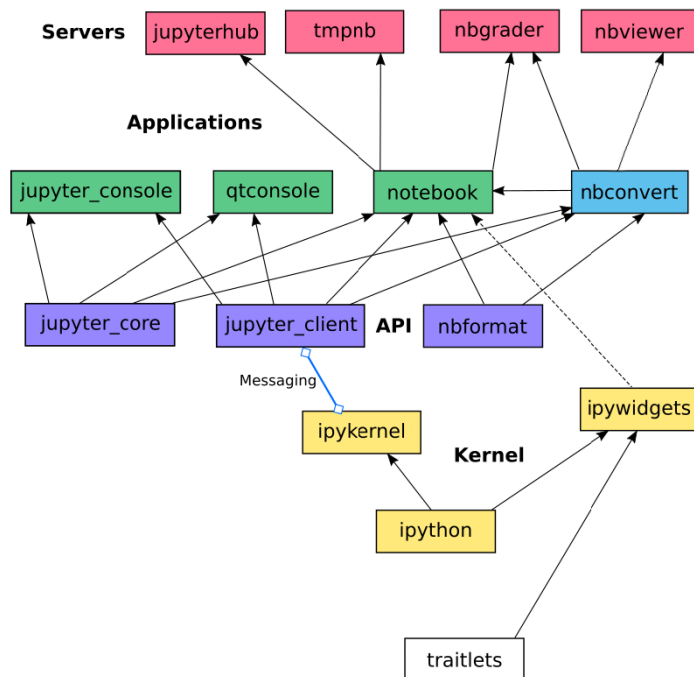 Servers
jupyterhub
tmpnb
nbgrader
nbviewer
Applications
jupyter_console
qtconsole
notebook
nbconvert
jupyter_core
jupyter_client
API
nbformat
Messaging
ipykernel
ipywidgets
Kernel
ipython
traitlets